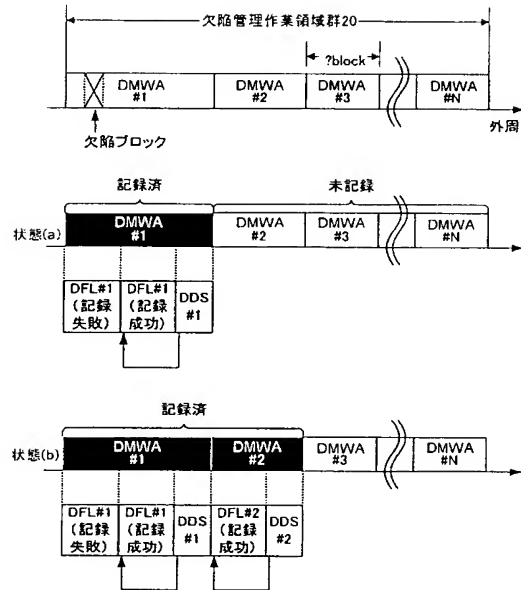 欠陥管理作業領域群20
?block
DMWA #1
DMWA #2
DMWA #3
DMWA #N
外周
欠陥ブロック
記録済
未記録
状態(a)
DMWA #1
DMWA #2
DMWA #3
DMWA #N
DFL#1
(記録
失敗)
DFL#1
(記録
成功)
DDS
#1
記録済
状態(b)
DMWA #1
DMWA #2
DMWA #3
DMWA #N
DFL#1
(記録
失敗)
DFL#1
(記録
成功)
DDS
#1
DFL#2
(記録
成功)
DDS
#2